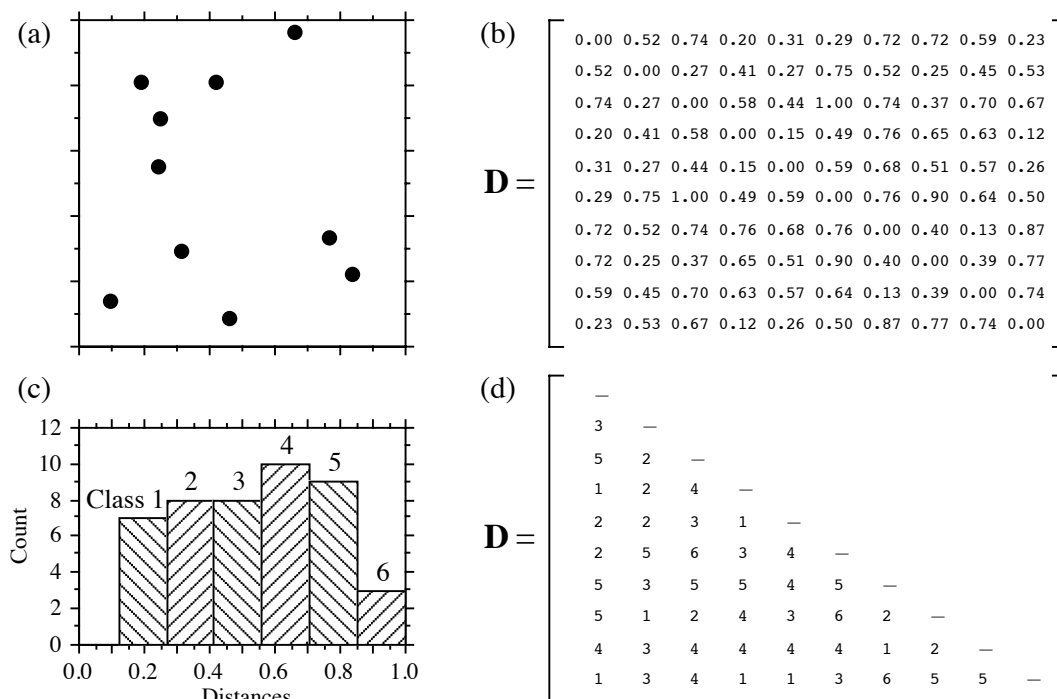 (a)
(b)
D =
0.00 0.52 0.74 0.20 0.31 0.29 0.72 0.72 0.59 0.23
0.52 0.00 0.27 0.41 0.27 0.75 0.52 0.25 0.45 0.53
0.74 0.27 0.00 0.58 0.44 1.00 0.74 0.37 0.70 0.67
0.20 0.41 0.58 0.00 0.15 0.49 0.76 0.65 0.63 0.12
0.31 0.27 0.44 0.15 0.00 0.59 0.68 0.51 0.57 0.26
0.29 0.75 1.00 0.49 0.59 0.00 0.76 0.90 0.64 0.50
0.72 0.52 0.74 0.76 0.68 0.76 0.00 0.40 0.13 0.87
0.72 0.25 0.37 0.65 0.51 0.90 0.40 0.00 0.39 0.77
0.59 0.45 0.70 0.63 0.57 0.64 0.13 0.39 0.00 0.74
0.23 0.53 0.67 0.12 0.26 0.50 0.87 0.77 0.74 0.00
(c)
Count
12
10
8
6
4
2
0
Class 1
2
3
4
5
6
0.0 0.2 0.4 0.6 0.8 1.0
Distances
(d)
D =
—
3 —
5 2 —
1 2 4 —
2 2 3 1 —
2 5 6 3 4 —
5 3 5 5 4 5 —
5 1 2 4 3 6 2 —
4 3 4 4 4 4 1 2 —
1 3 4 1 1 3 6 5 5 —